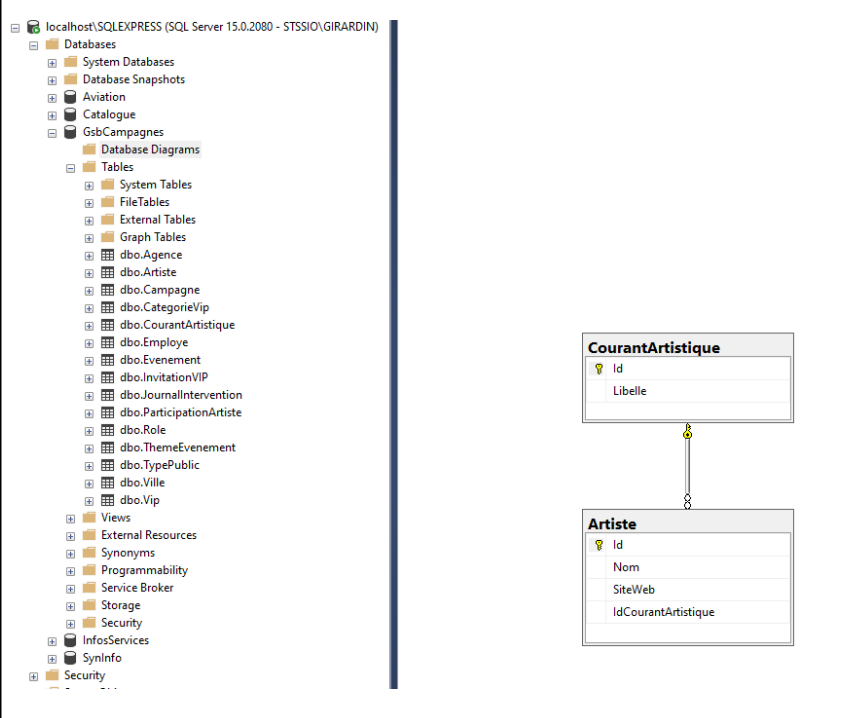 localhost\SQLEXPRESS (SQL Server 15.0.2080 - STSSIO\GIRARDIN)
Databases
System Databases
Database Snapshots
Aviation
Catalogue
GsbCampagnes
Database Diagrams
Tables
System Tables
FileTables
External Tables
Graph Tables
dbo.Agence
dbo.Artiste
dbo.Campagne
dbo.CategorieVip
dbo.CourantArtistique
dbo.Employe
dbo.Evenement
dbo.InvitationVIP
dbo.JournalIntervention
dbo.ParticipationArtiste
dbo.Role
dbo.ThemeEvenement
dbo.TypePublic
dbo.Ville
dbo.Vip
Views
External Resources
Synonyms
Programmability
Service Broker
Storage
Security
InfosServices
SynInfo
Security
CourantArtistique
Id
Libelle
Artiste
Id
Nom
SiteWeb
IdCourantArtistique